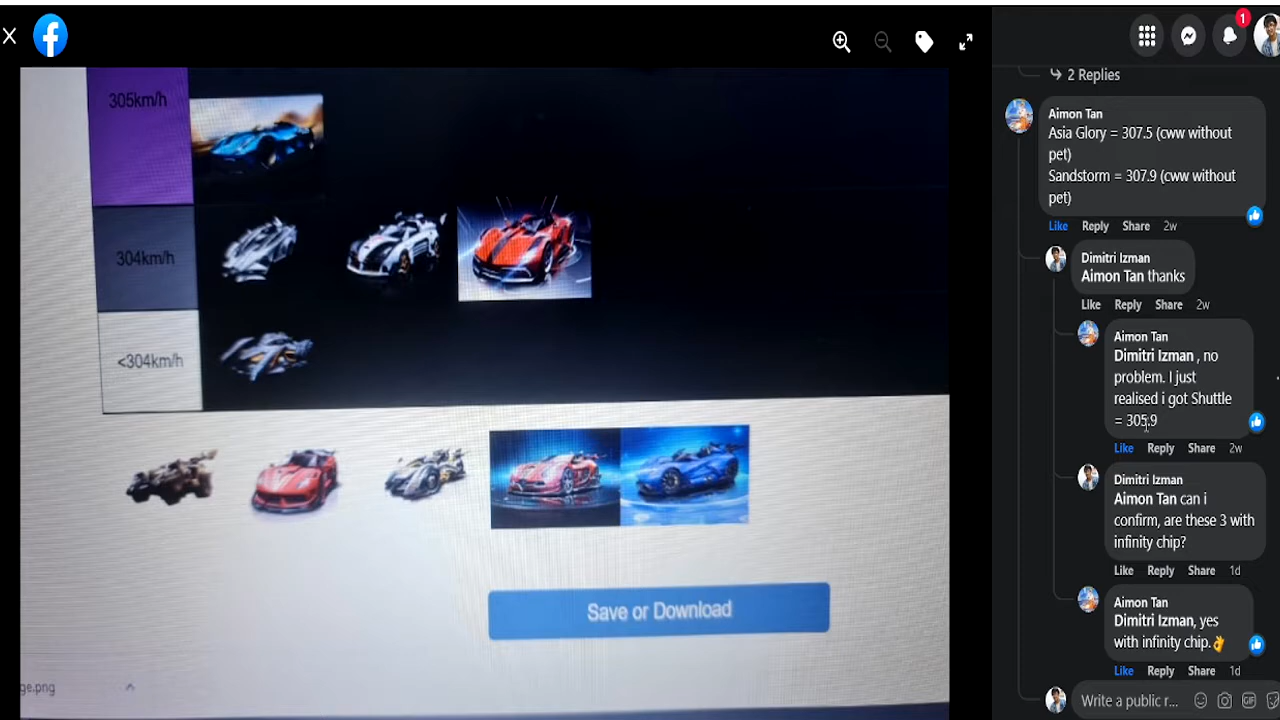 305km/h
304km/h
<304km/h
Save or Download
ge.png
1
2 Replies
Aimon Tan
Asia Glory = 307.5 (cww without
pet)
Sandstorm = 307.9 (cww without
pet)
Like Reply Share 2w
Dimitri Izman
Aimon Tan thanks
Like Reply Share 2w
Aimon Tan
Dimitri Izman , no
problem. I just
realised i got Shuttle
= 305.9
Like Reply Share 2w
Dimitri Izman
Aimon Tan can i
confirm, are these 3 with
infinity chip?
Like Reply Share 1d
Aimon Tan
Dimitri Izman, yes
with infinity chip.👌
Like Reply Share 1d
Write a public r...
GIF